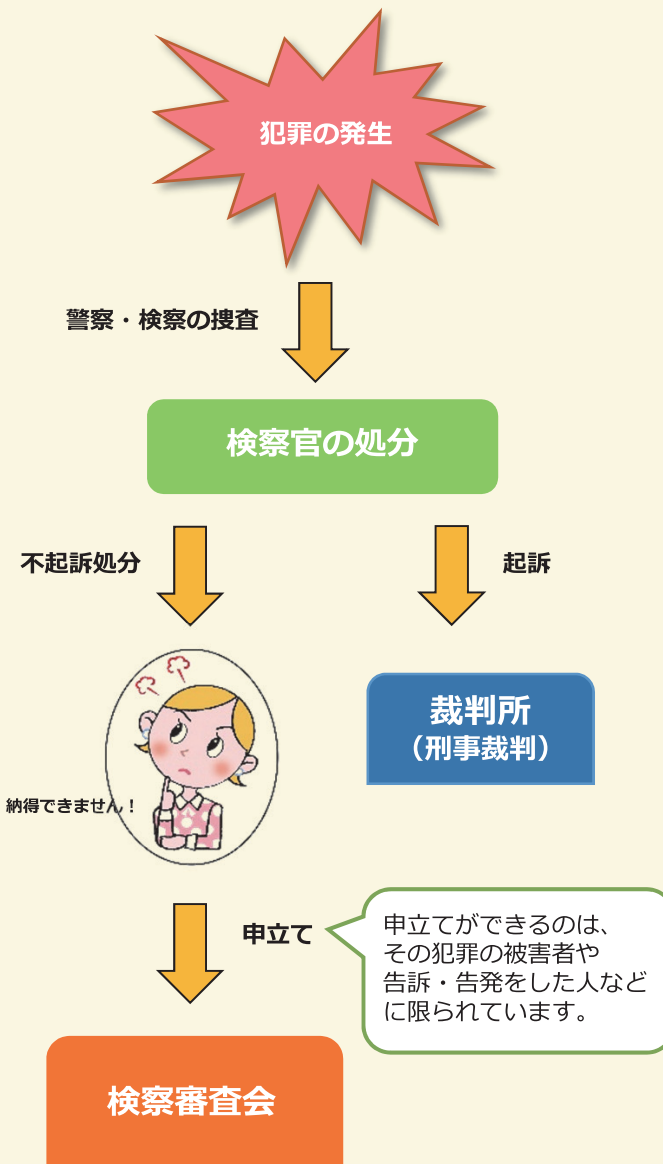 犯罪の発生
警察・検察の捜査
検察官の処分
不起訴処分
起訴
裁判所
（刑事裁判）
納得できません！
申立て
申立てができるのは、
その犯罪の被害者や
告訴・告発をした人など
に限られています。
検察審査会